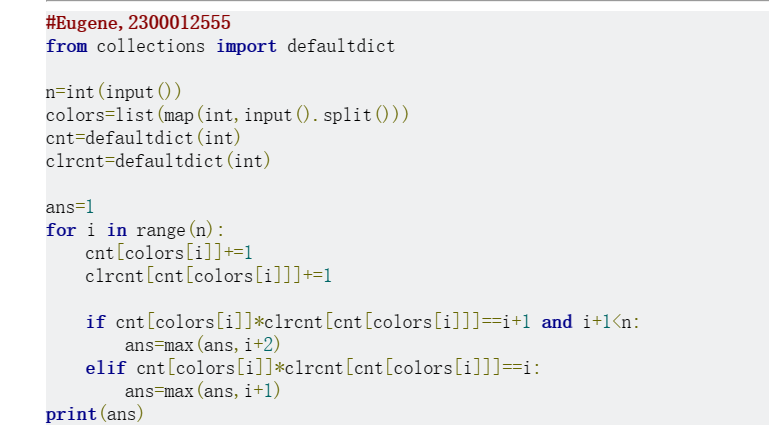 #Eugene,2300012555
from collections import defaultdict

n=int(input())
colors=list(map(int,input().split()))
cnt=defaultdict(int)
clrcnt=defaultdict(int)

ans=1
for i in range(n):
    cnt[colors[i]]+=1
    clrcnt[cnt[colors[i]]]+=1

    if cnt[colors[i]]*clrcnt[cnt[colors[i]]]==i+1 and i+1<n:
        ans=max(ans,i+2)
    elif cnt[colors[i]]*clrcnt[cnt[colors[i]]]==i:
        ans=max(ans,i+1)
print(ans)